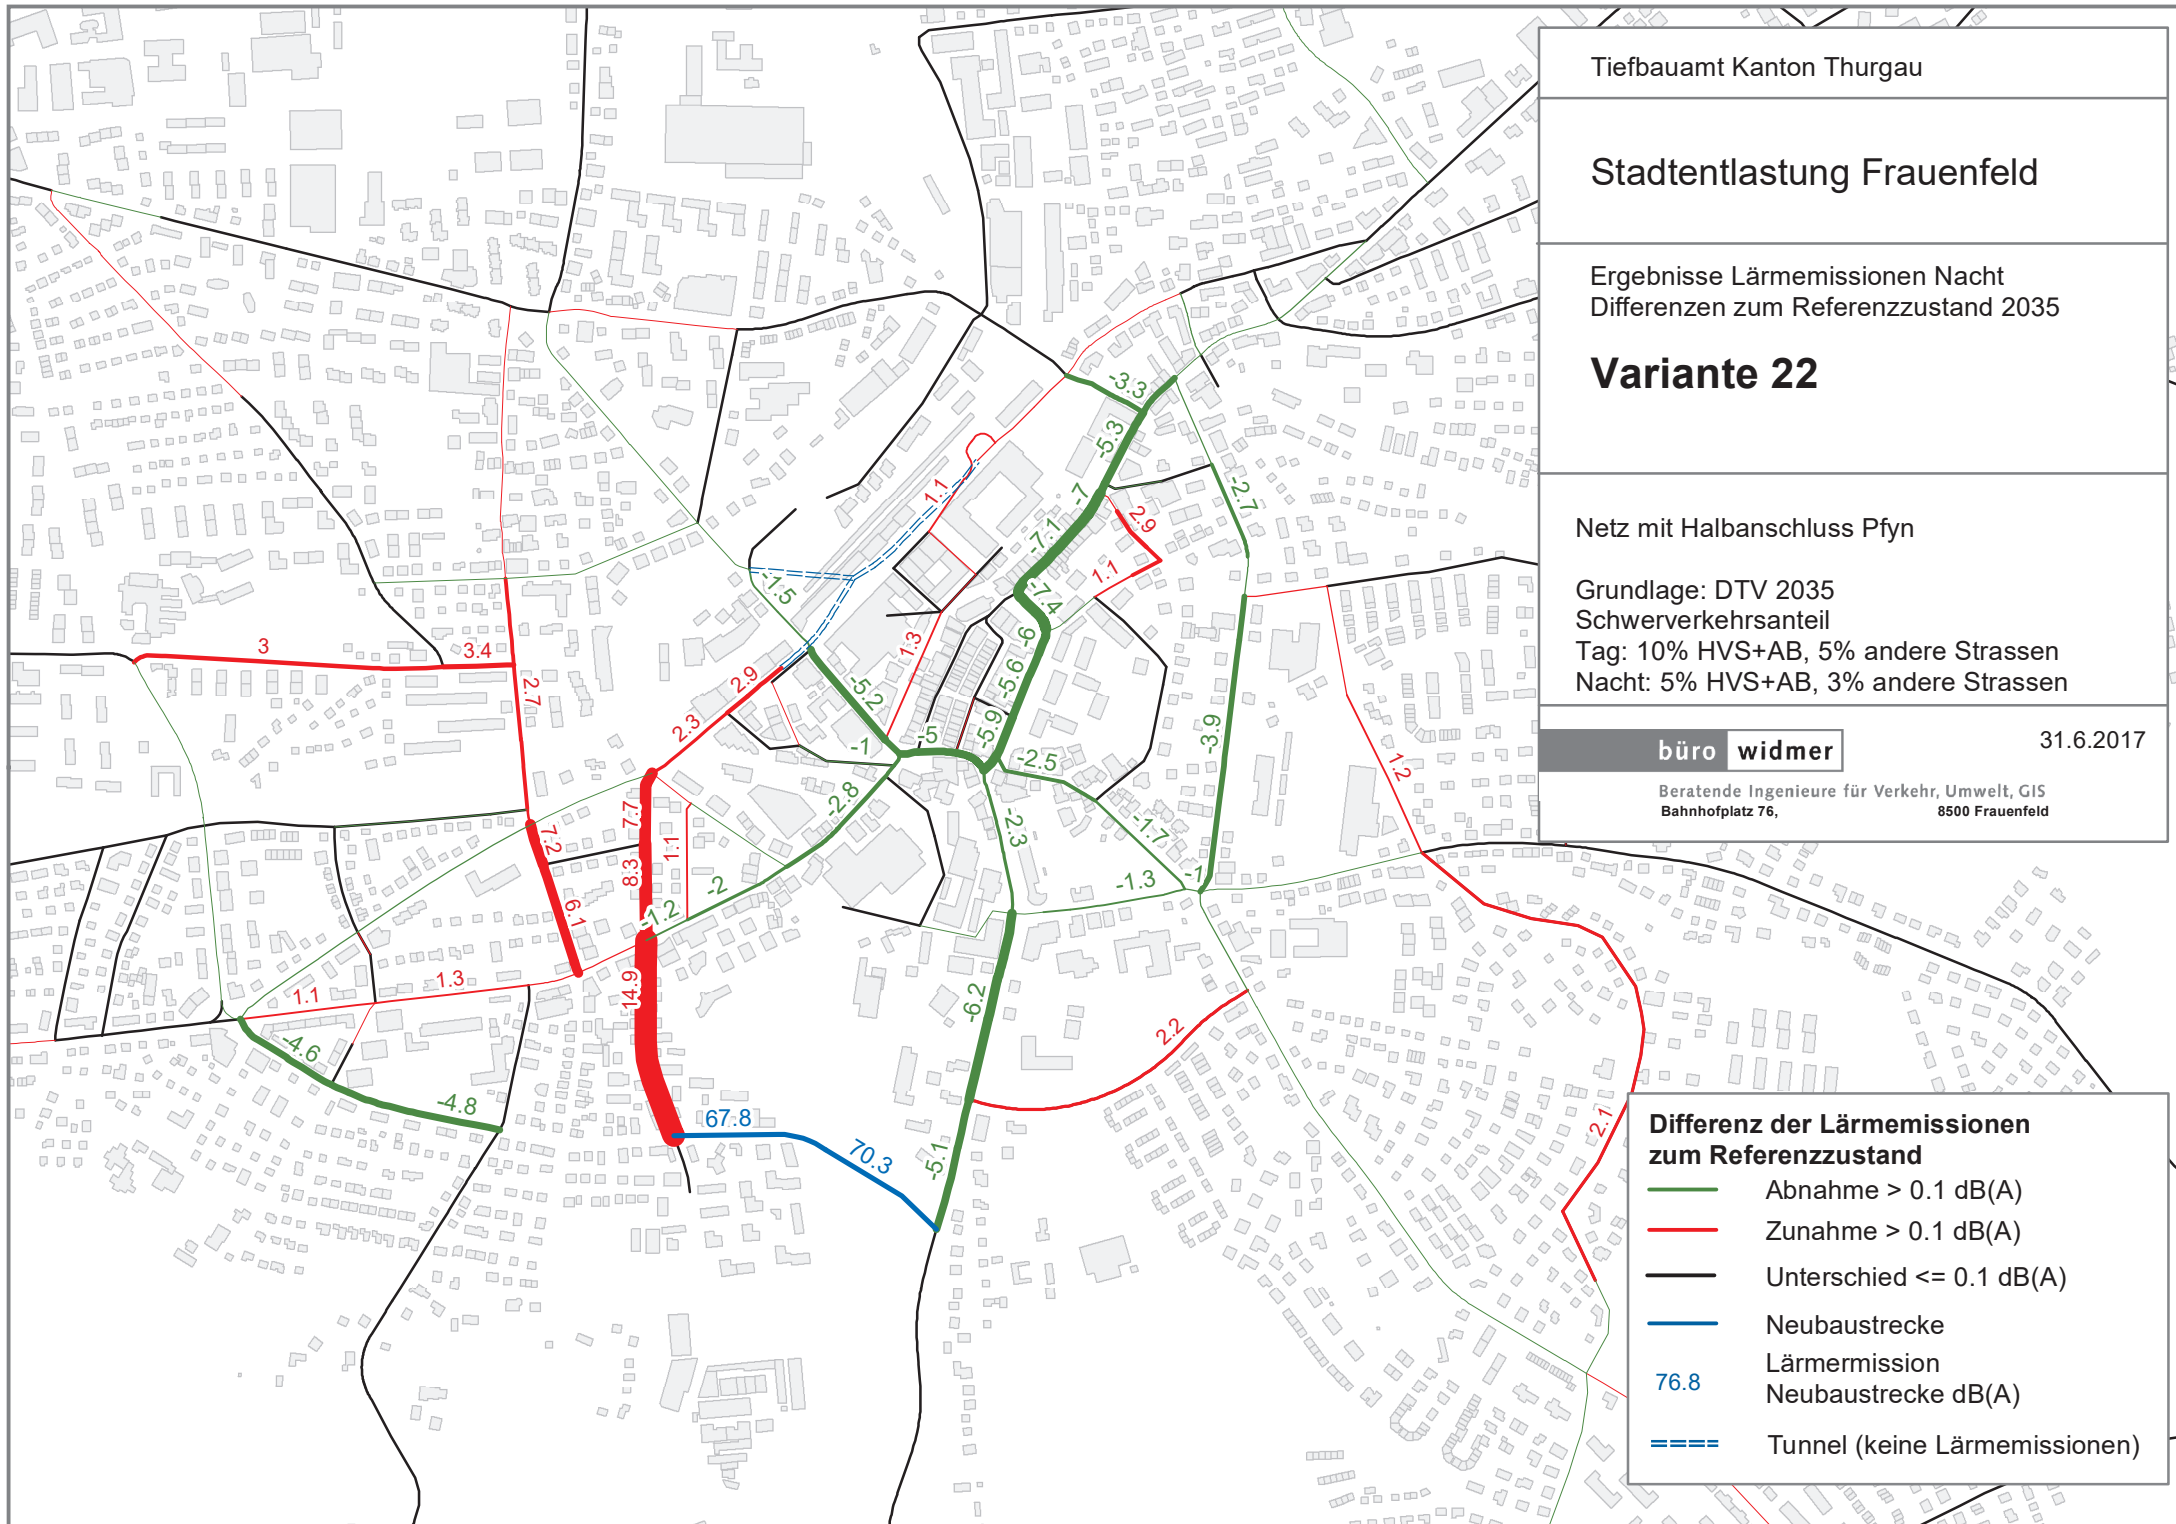 Tiefbauamt Kanton Thurgau
Stadtentlastung Frauenfeld
Ergebnisse Lärmemissionen Nacht
Differenzen zum Referenzzustand 2035
Variante 22
Netz mit Halbanschluss Pfyn
Grundlage: DTV 2035
Schwerverkehrsanteil
Tag: 10% HVS+AB, 5% andere Strassen
Nacht: 5% HVS+AB, 3% andere Strassen
büro widmer
31.6.2017
Beratende Ingenieure für Verkehr, Umwelt, GIS
Bahnhofplatz 76, 8500 Frauenfeld
-3.3
-5.3
-2.7
1.1
-7
2.9
-7.1
1.1
-1.5
-7.4
-6
1.3
3
3.4
2.7
2.9
-5.6
-5.2
2.3
-5.9
-3.9
-1
-5
-2.5
1.2
-2.8
7.7
7.2
1.1
8.3
-2.3
-1.7
-2
-1.3
-1
6.1
-1.2
1.3
1.1
14.9
-6.2
2.2
-4.6
-4.8
67.8
70.3
-5.1
2.1
Differenz der Lärmemissionen
zum Referenzzustand
Abnahme > 0.1 dB(A)
Zunahme > 0.1 dB(A)
Unterschied <= 0.1 dB(A)
Neubaustrecke
Lärmermission
76.8 Neubaustrecke dB(A)
Tunnel (keine Lärmemissionen)